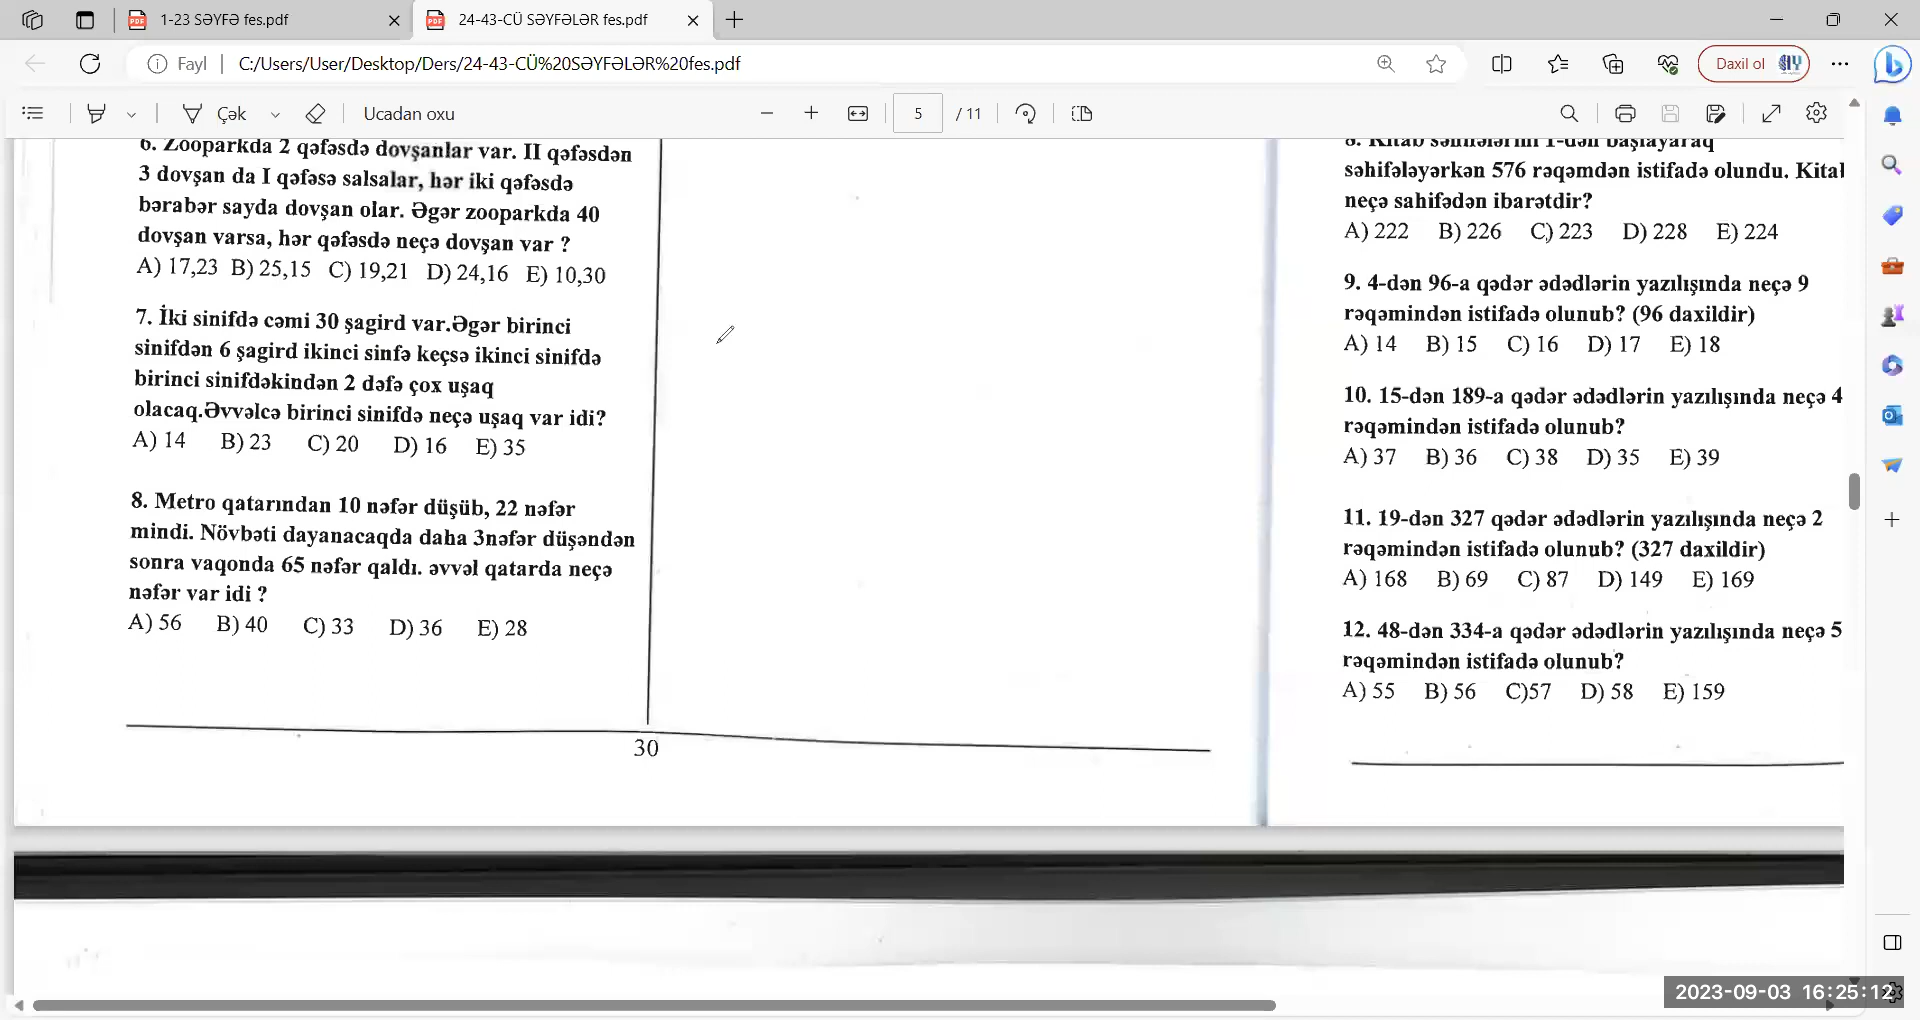 1-23 SƏYFƏ fes.pdf
24-43-CÜ SƏYFƏLƏR fes.pdf
Fayl
C:/Users/User/Desktop/Ders/24-43-CÜ%20SƏYFƏLƏR%20fes.pdf
Daxil ol
Çək
Ucadan oxu
5
/ 11
6. Zooparkda 2 qəfəsdə dovşanlar var. II qəfəsdən
3 dovşan da I qəfəsə salsalar, hər iki qəfəsdə
bərabər sayda dovşan olar. Əgər zooparkda 40
dovşan varsa, hər qəfəsdə neçə dovşan var ?
A) 17,23 B) 25,15 C) 19,21 D) 24,16 E) 10,30
7. İki sinifdə cəmi 30 şagird var.Əgər birinci
sinifdən 6 şagird ikinci sinfə keçsə ikinci sinifdə
birinci sinifdəkindən 2 dəfə çox uşaq
olacaq.Əvvəlcə birinci sinifdə neçə uşaq var idi?
A) 14 B) 23 C) 20 D) 16 E) 35
8. Metro qatarından 10 nəfər düşüb, 22 nəfər
mindi. Növbəti dayanacaqda daha 3nəfər düşəndən
sonra vaqonda 65 nəfər qaldı. əvvəl qatarda neçə
nəfər var idi ?
A) 56 B) 40 C) 33 D) 36 E) 28
30
8. Kitab səhifələrini 1-dən başlayaraq
səhifələyərkən 576 rəqəmdən istifadə olundu. Kitab
neçə sahifədən ibarətdir?
A) 222 B) 226 C) 223 D) 228 E) 224
9. 4-dən 96-a qədər ədədlərin yazılışında neçə 9
rəqəmindən istifadə olunub? (96 daxildir)
A) 14 B) 15 C) 16 D) 17 E) 18
10. 15-dən 189-a qədər ədədlərin yazılışında neçə 4
rəqəmindən istifadə olunub?
A) 37 B) 36 C) 38 D) 35 E) 39
11. 19-dən 327 qədər ədədlərin yazılışında neçə 2
rəqəmindən istifadə olunub? (327 daxildir)
A) 168 B) 69 C) 87 D) 149 E) 169
12. 48-dən 334-a qədər ədədlərin yazılışında neçə 5
rəqəmindən istifadə olunub?
A) 55 B) 56 C)57 D) 58 E) 159
2023-09-03 16:25:12